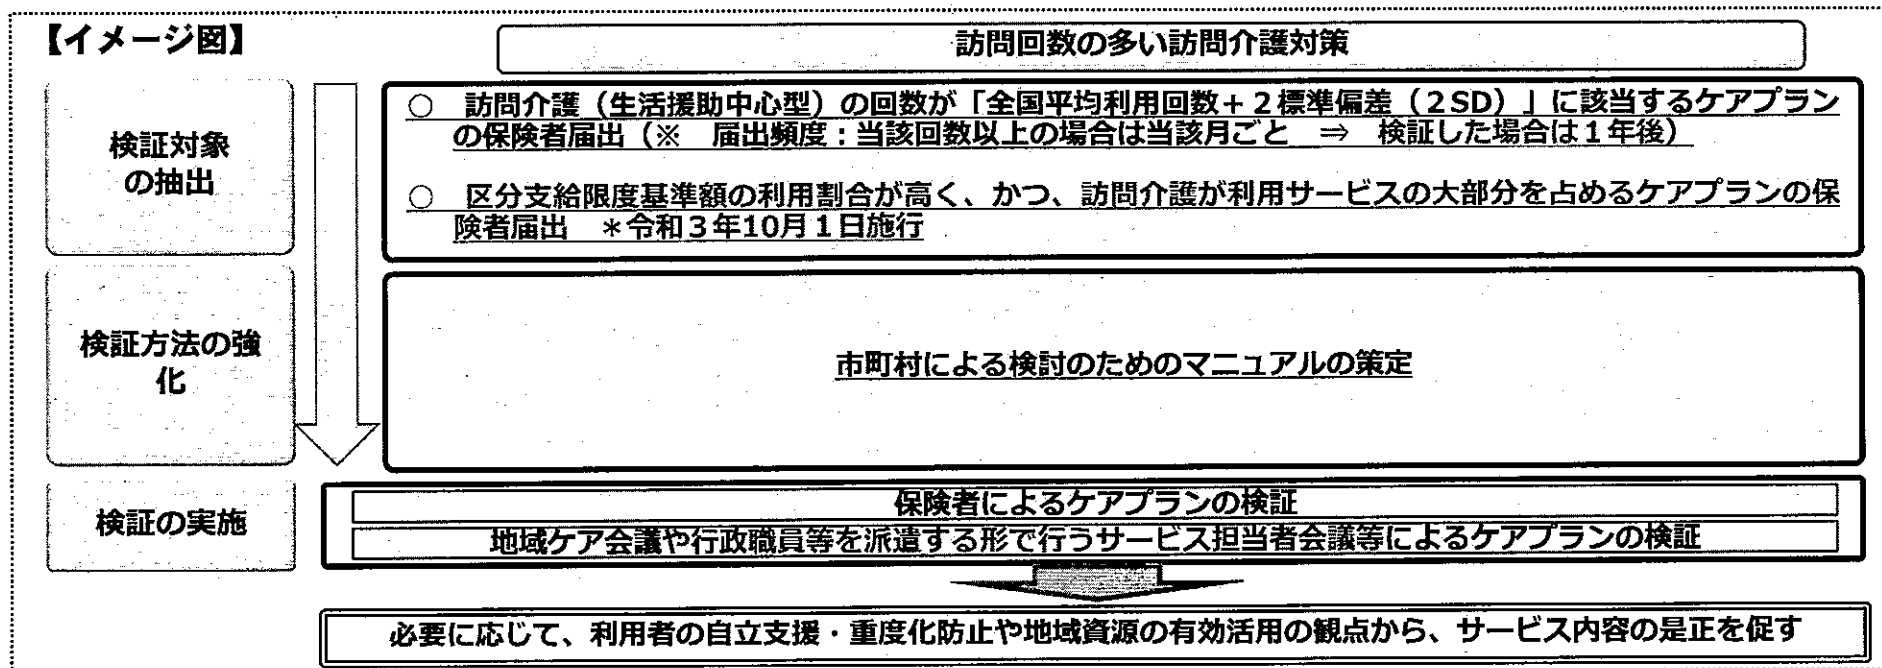 【イメージ図】
訪問回数の多い訪問介護対策
検証対象
の抽出
○ 訪問介護（生活援助中心型）の回数が「全国平均利用回数＋２標準偏差（２SD）」に該当するケアプラン
の保険者届出（※ 届出頻度：当該回数以上の場合は当該月ごと ⇒ 検証した場合は１年後）
○ 区分支給限度基準額の利用割合が高く、かつ、訪問介護が利用サービスの大部分を占めるケアプランの保
険者届出 ＊令和３年10月１日施行
検証方法の強
化
市町村による検討のためのマニュアルの策定
検証の実施
保険者によるケアプランの検証
地域ケア会議や行政職員等を派遣する形で行うサービス担当者会議等によるケアプランの検証
必要に応じて、利用者の自立支援・重度化防止や地域資源の有効活用の観点から、サービス内容の是正を促す